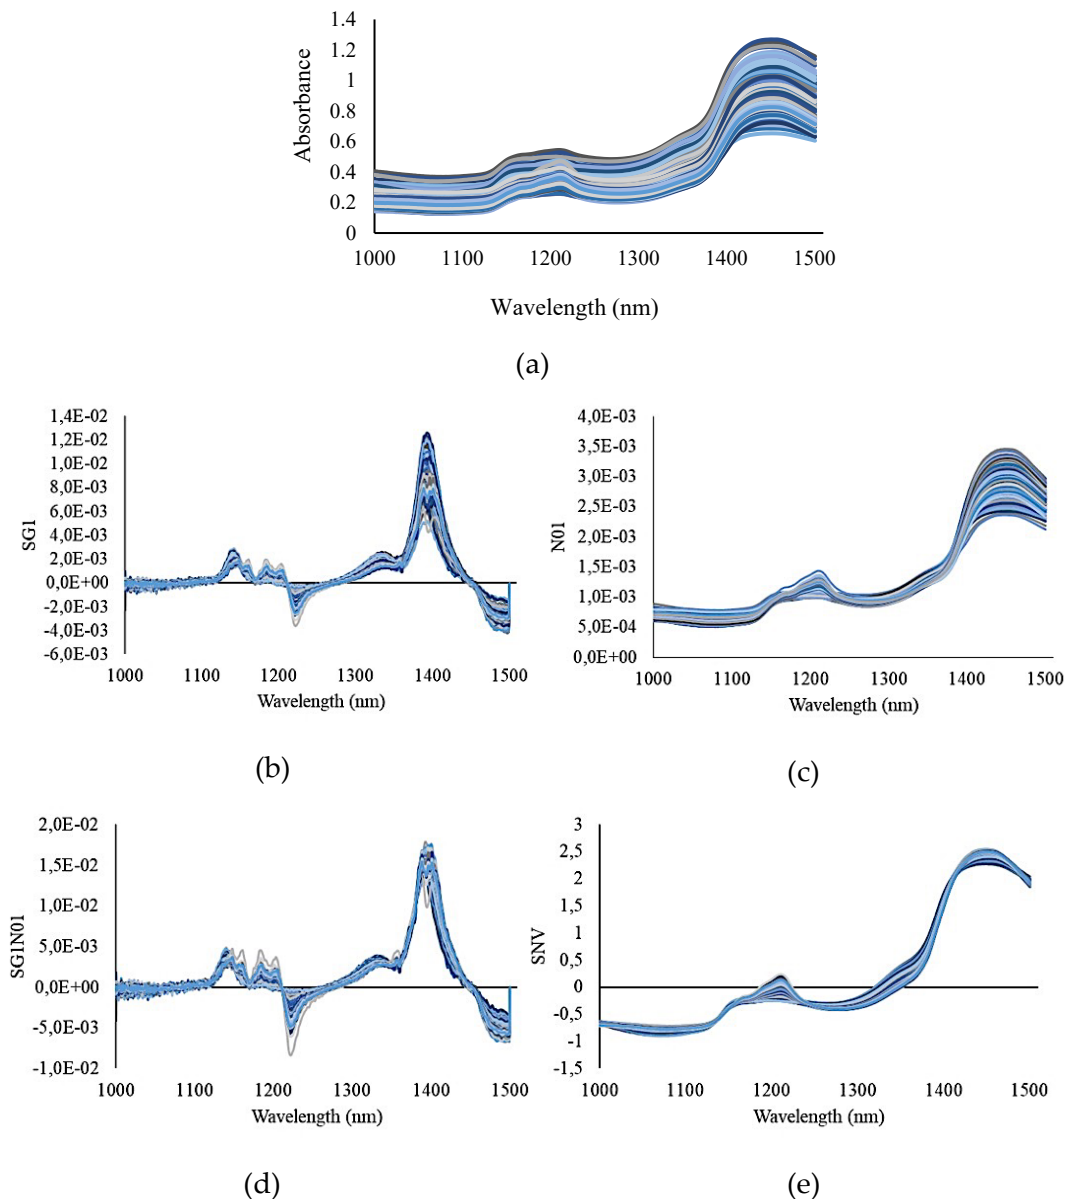 1.4
1.2
1
0.8
0.6
0.4
0.2
0
Absorbance
1000 1100 1200 1300 1400 1500
Wavelength (nm)
(a)
1,4E-02
1,2E-02
1,0E-02
8,0E-03
6,0E-03
4,0E-03
2,0E-03
0,0E+00
-2,0E-03
-4,0E-03
-6,0E-03
SG1
1000 1100 1200 1300 1400 1500
Wavelength (nm)
(b)
4,0E-03
3,5E-03
3,0E-03
2,5E-03
2,0E-03
1,5E-03
1,0E-03
5,0E-04
0,0E+00
N01
1000 1100 1200 1300 1400 1500
Wavelength (nm)
(c)
2,0E-02
1,5E-02
1,0E-02
5,0E-03
0,0E+00
-5,0E-03
-1,0E-02
SG1N01
1000 1100 1200 1300 1400 1500
Wavelength (nm)
(d)
3
2,5
2
1,5
1
0,5
0
-0,5
-1
-1,5
SNV
1000 1100 1200 1300 1400 1500
Wavelength (nm)
(e)